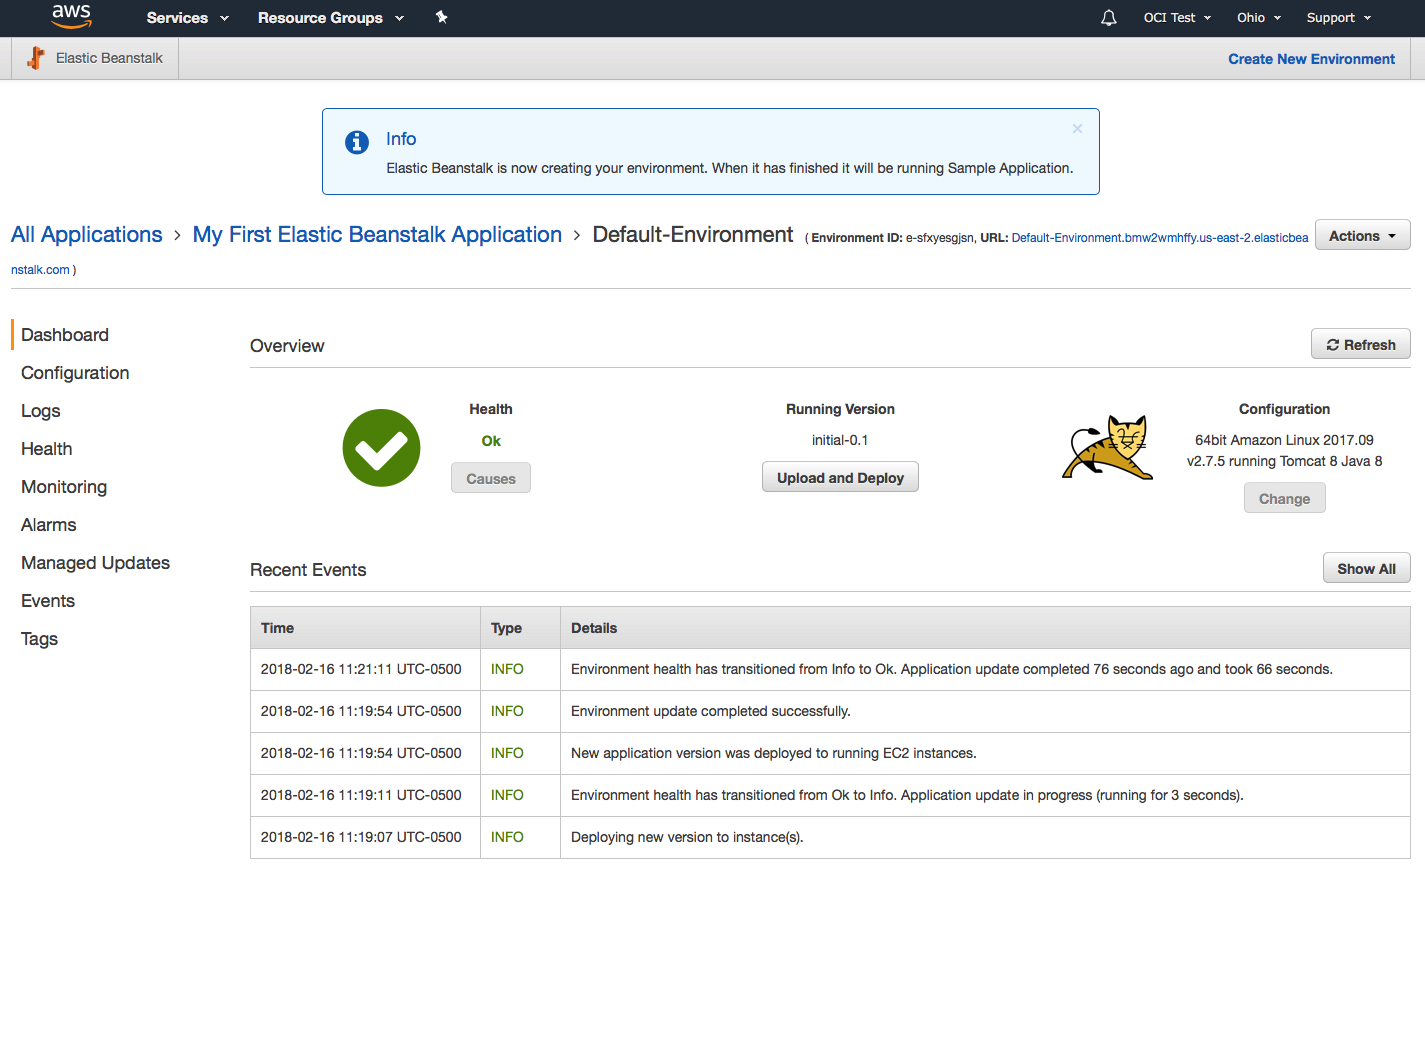 aws Services Resource Groups OCI Test Ohio Support
Elastic Beanstalk Create New Environment
Info
Elastic Beanstalk is now creating your environment. When it has finished it will be running Sample Application.
All Applications > My First Elastic Beanstalk Application > Default-Environment ( Environment ID: e-sfxyesgjsn, URL: Default-Environment.bmw2wmhffy.us-east-2.elasticbea
nstalk.com )
Actions
Dashboard
Configuration
Logs
Health
Monitoring
Alarms
Managed Updates
Events
Tags
Overview Refresh
Health
Ok
Causes
Running Version
initial-0.1
Upload and Deploy
Configuration
64bit Amazon Linux 2017.09
v2.7.5 running Tomcat 8 Java 8
Change
Recent Events Show All
Time Type Details
2018-02-16 11:21:11 UTC-0500 INFO Environment health has transitioned from Info to Ok. Application update completed 76 seconds ago and took 66 seconds.
2018-02-16 11:19:54 UTC-0500 INFO Environment update completed successfully.
2018-02-16 11:19:54 UTC-0500 INFO New application version was deployed to running EC2 instances.
2018-02-16 11:19:11 UTC-0500 INFO Environment health has transitioned from Ok to Info. Application update in progress (running for 3 seconds).
2018-02-16 11:19:07 UTC-0500 INFO Deploying new version to instance(s).